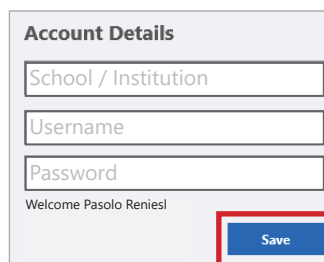 Account Details
School / Institution
Username
Password
Welcome Pasolo Reniesl
Save